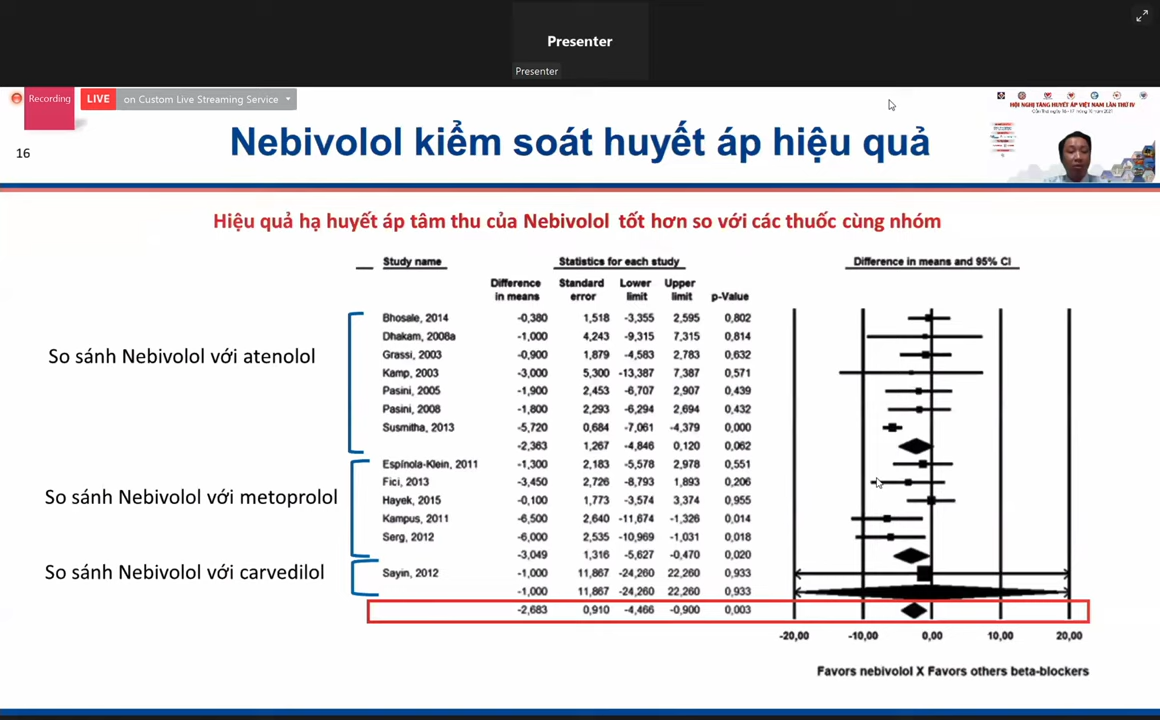 Presenter
Presenter
Recording
LIVE on Custom Live Streaming Service
HỘI NGHỊ TĂNG HUYẾT ÁP VIỆT NAM LẦN THỨ IV
16
Nebivolol kiểm soát huyết áp hiệu quả
Hiệu quả hạ huyết áp tâm thu của Nebivolol tốt hơn so với các thuốc cùng nhóm
Study name Statistics for each study Difference in means and 95% CI
Difference in means Standard error Lower limit Upper limit p-Value
So sánh Nebivolol với atenolol
Bhosale, 2014 -0,380 1,518 -3,355 2,595 0,802
Dhakam, 2008a -1,000 4,243 -9,315 7,315 0,814
Grassi, 2003 -0,900 1,879 -4,583 2,783 0,632
Kamp, 2003 -3,000 5,300 -13,387 7,387 0,571
Pasini, 2005 -1,900 2,453 -6,707 2,907 0,439
Pasini, 2008 -1,800 2,293 -6,294 2,694 0,432
Susmitha, 2013 -5,720 0,684 -7,061 -4,379 0,000
-2,363 1,267 -4,846 0,120 0,062
So sánh Nebivolol với metoprolol
Espínola-Klein, 2011 -1,300 2,183 -5,578 2,978 0,551
Fici, 2013 -3,450 2,726 -8,793 1,893 0,206
Hayek, 2015 -0,100 1,773 -3,574 3,374 0,955
Kampus, 2011 -6,500 2,640 -11,674 -1,326 0,014
Serg, 2012 -6,000 2,535 -10,969 -1,031 0,018
-3,049 1,316 -5,627 -0,470 0,020
So sánh Nebivolol với carvedilol
Sayin, 2012 -1,000 11,867 -24,260 22,260 0,933
-1,000 11,867 -24,260 22,260 0,933
-2,683 0,910 -4,466 -0,900 0,003
-20,00 -10,00 0,00 10,00 20,00
Favors nebivolol X Favors others beta-blockers